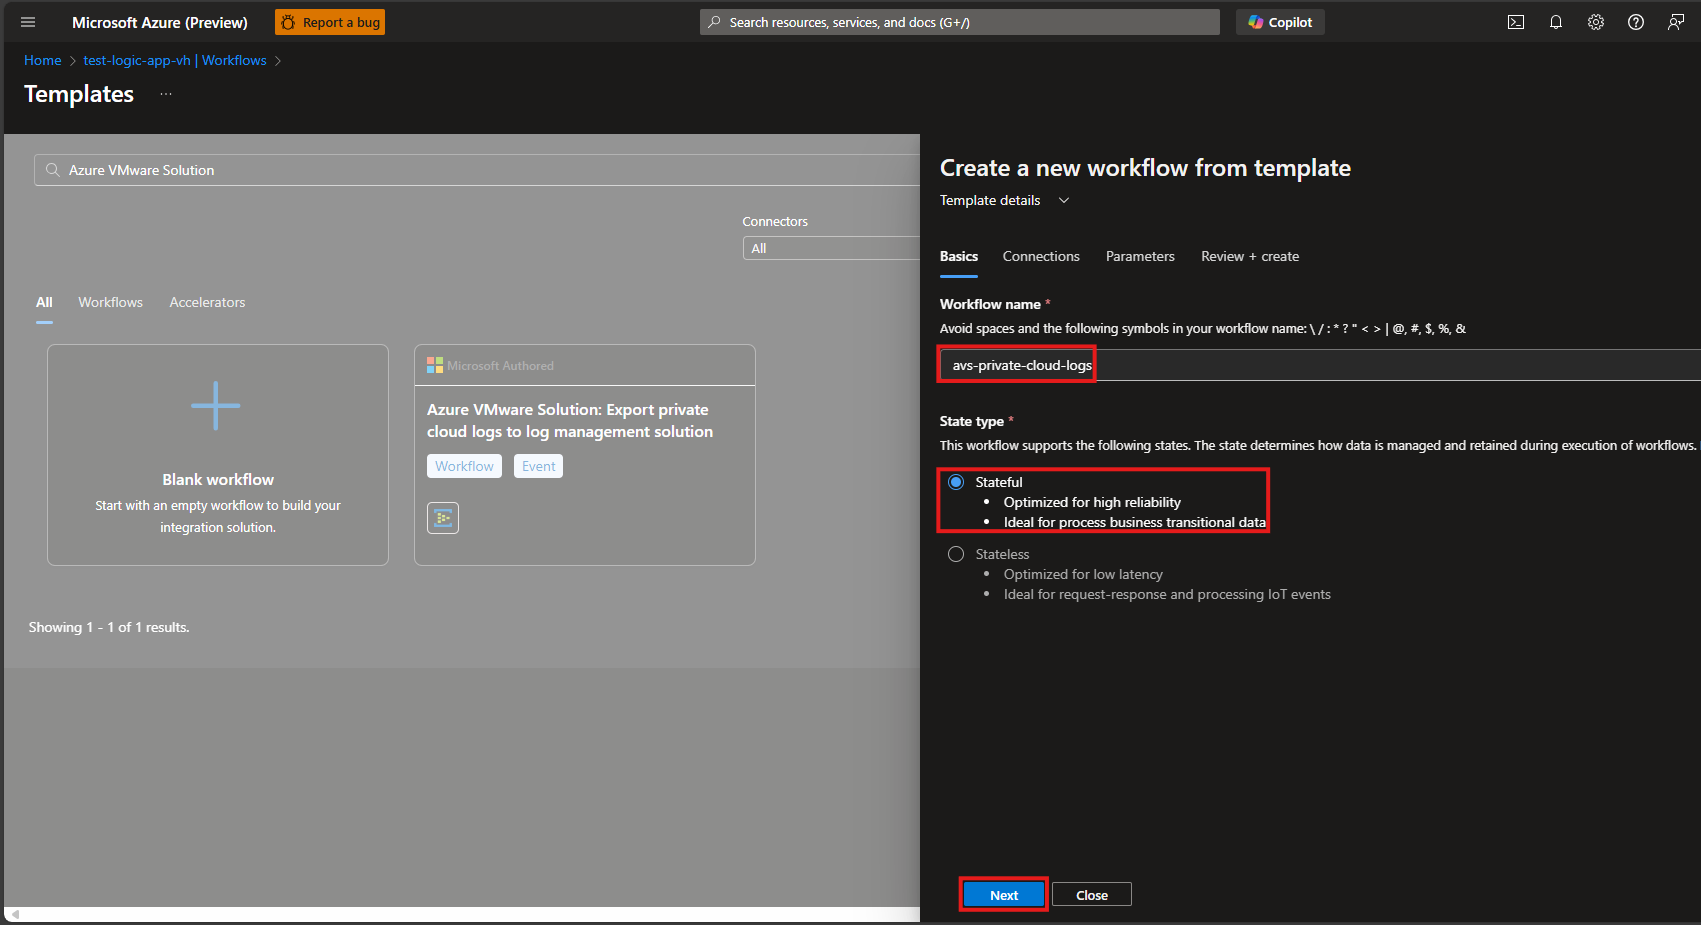 Microsoft Azure (Preview)
Report a bug
Search resources, services, and docs (G+/)
Copilot
Home > test-logic-app-vh | Workflows >
Templates ...
Azure VMware Solution
Connectors
All
All Workflows Accelerators
Blank workflow
Start with an empty workflow to build your
integration solution.
Microsoft Authored
Azure VMware Solution: Export private
cloud logs to log management solution
Workflow Event
Showing 1 - 1 of 1 results.
Create a new workflow from template
Template details
Basics Connections Parameters Review + create
Workflow name *
Avoid spaces and the following symbols in your workflow name: \ / : * ? " < > | @, #, $, %, &
avs-private-cloud-logs
State type *
This workflow supports the following states. The state determines how data is managed and retained during execution of workflows.
Stateful
• Optimized for high reliability
• Ideal for process business transitional data
Stateless
• Optimized for low latency
• Ideal for request-response and processing IoT events
Next Close